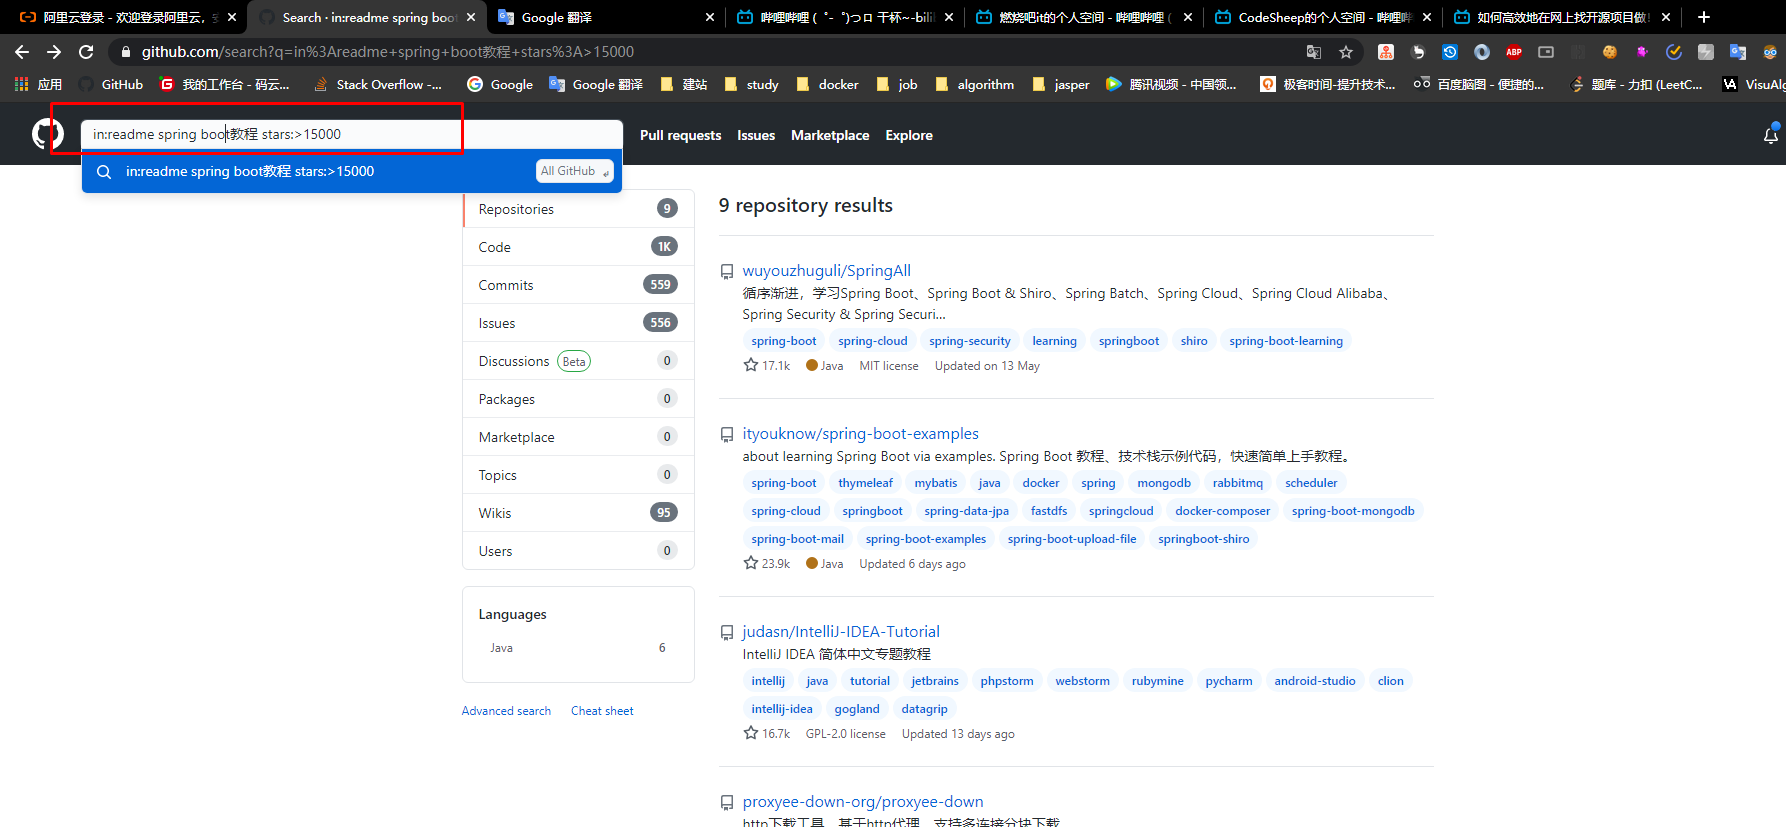 阿里云登录 - 欢迎登录阿里云，
Search · in:readme spring boot
Google 翻译
哔哩哔哩 ( ゜- ゜)つロ 干杯~-bili
燃烧吧it的个人空间 - 哔哩哔哩 (
CodeSheep的个人空间 - 哔哩
如何高效地在网上找开源项目做!
github.com/search?q=in%3Areadme+spring+boot教程+stars%3A>15000
应用
GitHub
我的工作台 - 码云...
Stack Overflow -...
Google
Google 翻译
建站
study
docker
job
algorithm
jasper
腾讯视频 - 中国领...
极客时间-提升技术...
百度脑图 - 便捷的...
题库 - 力扣 (LeetC...
VisuAlg
in:readme spring boot教程 stars:>15000
Pull requests
Issues
Marketplace
Explore
in:readme spring boot教程 stars:>15000
All GitHub
Repositories 9
Code 1K
Commits 559
Issues 556
Discussions Beta 0
Packages 0
Marketplace 0
Topics 0
Wikis 95
Users 0
Languages
Java 6
Advanced search Cheat sheet
9 repository results
wuyouzhuguli/SpringAll
循序渐进，学习Spring Boot、Spring Boot & Shiro、Spring Batch、Spring Cloud、Spring Cloud Alibaba、
Spring Security & Spring Securi...
spring-boot spring-cloud spring-security learning springboot shiro spring-boot-learning
17.1k Java MIT license Updated on 13 May
ityouknow/spring-boot-examples
about learning Spring Boot via examples. Spring Boot 教程、技术栈示例代码，快速简单上手教程。
spring-boot thymeleaf mybatis java docker spring mongodb rabbitmq scheduler
spring-cloud springboot spring-data-jpa fastdfs springcloud docker-composer spring-boot-mongodb
spring-boot-mail spring-boot-examples spring-boot-upload-file springboot-shiro
23.9k Java Updated 6 days ago
judasn/IntelliJ-IDEA-Tutorial
IntelliJ IDEA 简体中文专题教程
intellij java tutorial jetbrains phpstorm webstorm rubymine pycharm android-studio clion
intellij-idea gogland datagrip
16.7k GPL-2.0 license Updated 13 days ago
proxyee-down-org/proxyee-down
http下载工具，基于http代理，支持多连接分块下载